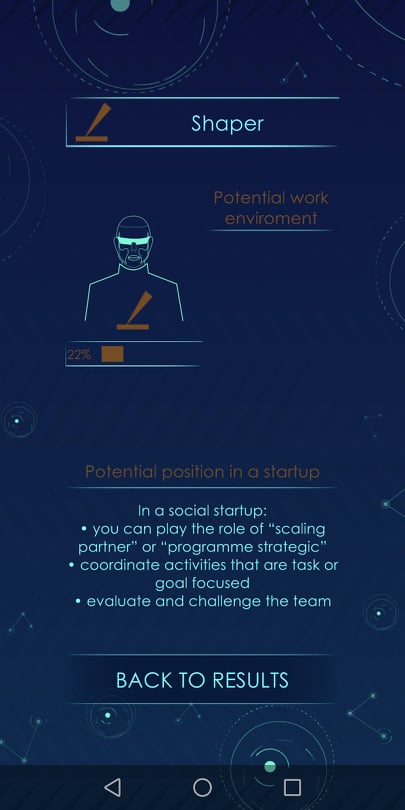 Shaper
Potential work
enviroment
22%
Potential position in a startup
In a social startup:
• you can play the role of “scaling
partner” or “programme strategic”
• coordinate activities that are task or
goal focused
• evaluate and challenge the team
BACK TO RESULTS